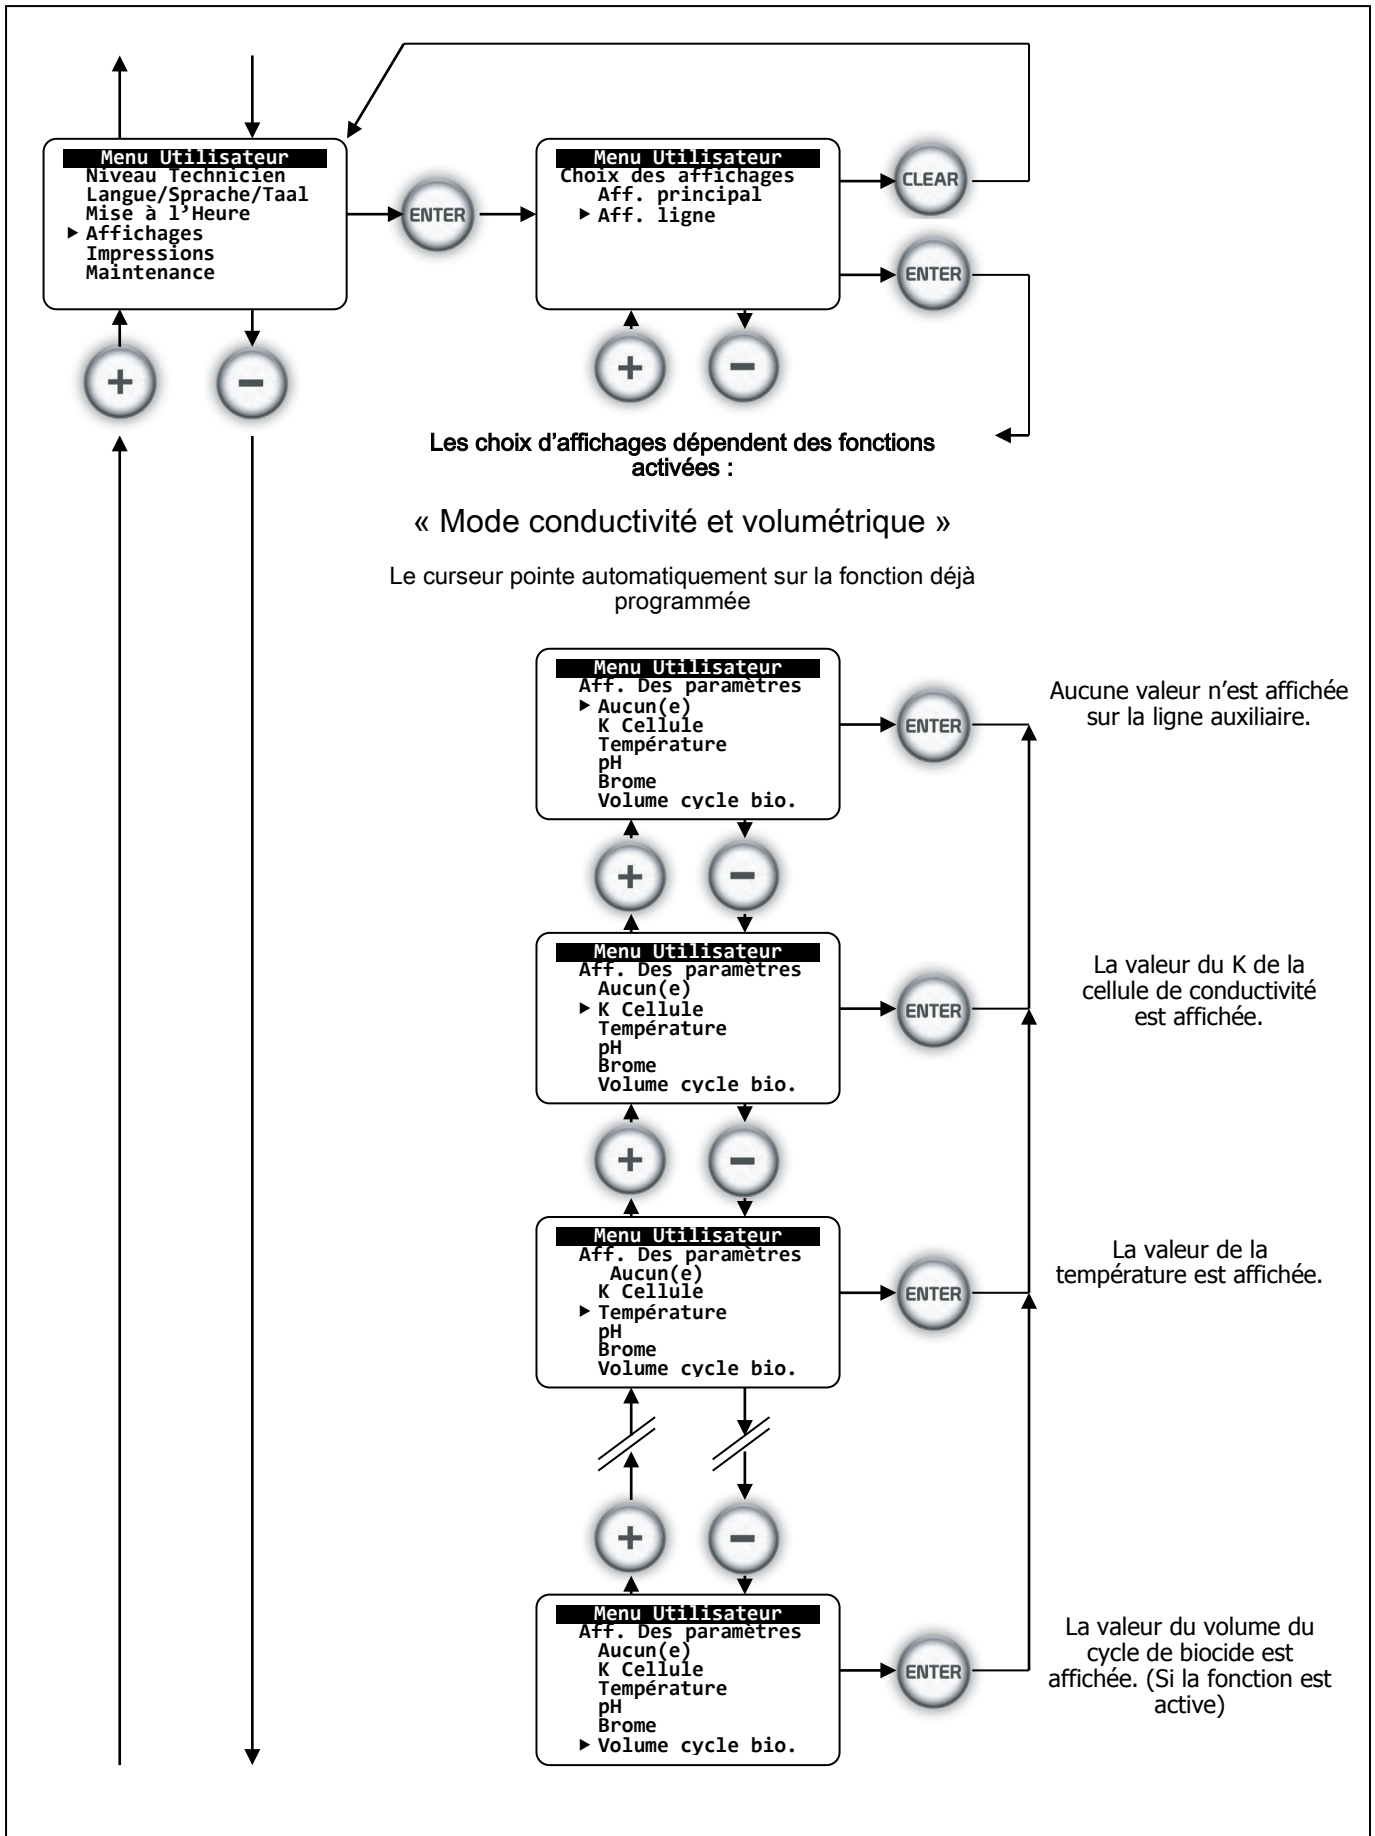 Menu Utilisateur
Niveau Technicien
Langue/Sprache/Taal
Mise à l'Heure
▶ Affichages
Impressions
Maintenance
ENTER
Menu Utilisateur
Choix des affichages
Aff. principal
▶ Aff. ligne
CLEAR
ENTER
+
−
+
−
Les choix d'affichages dépendent des fonctions
activées :
« Mode conductivité et volumétrique »
Le curseur pointe automatiquement sur la fonction déjà
programmée
Menu Utilisateur
Aff. Des paramètres
▶ Aucun(e)
K Cellule
Température
pH
Brome
Volume cycle bio.
ENTER
Aucune valeur n'est affichée
sur la ligne auxiliaire.
+
−
Menu Utilisateur
Aff. Des paramètres
Aucun(e)
▶ K Cellule
Température
pH
Brome
Volume cycle bio.
ENTER
La valeur du K de la
cellule de conductivité
est affichée.
+
−
Menu Utilisateur
Aff. Des paramètres
Aucun(e)
K Cellule
▶ Température
pH
Brome
Volume cycle bio.
ENTER
La valeur de la
température est affichée.
+
−
Menu Utilisateur
Aff. Des paramètres
Aucun(e)
K Cellule
Température
pH
Brome
▶ Volume cycle bio.
ENTER
La valeur du volume du
cycle de biocide est
affichée. (Si la fonction est
active)